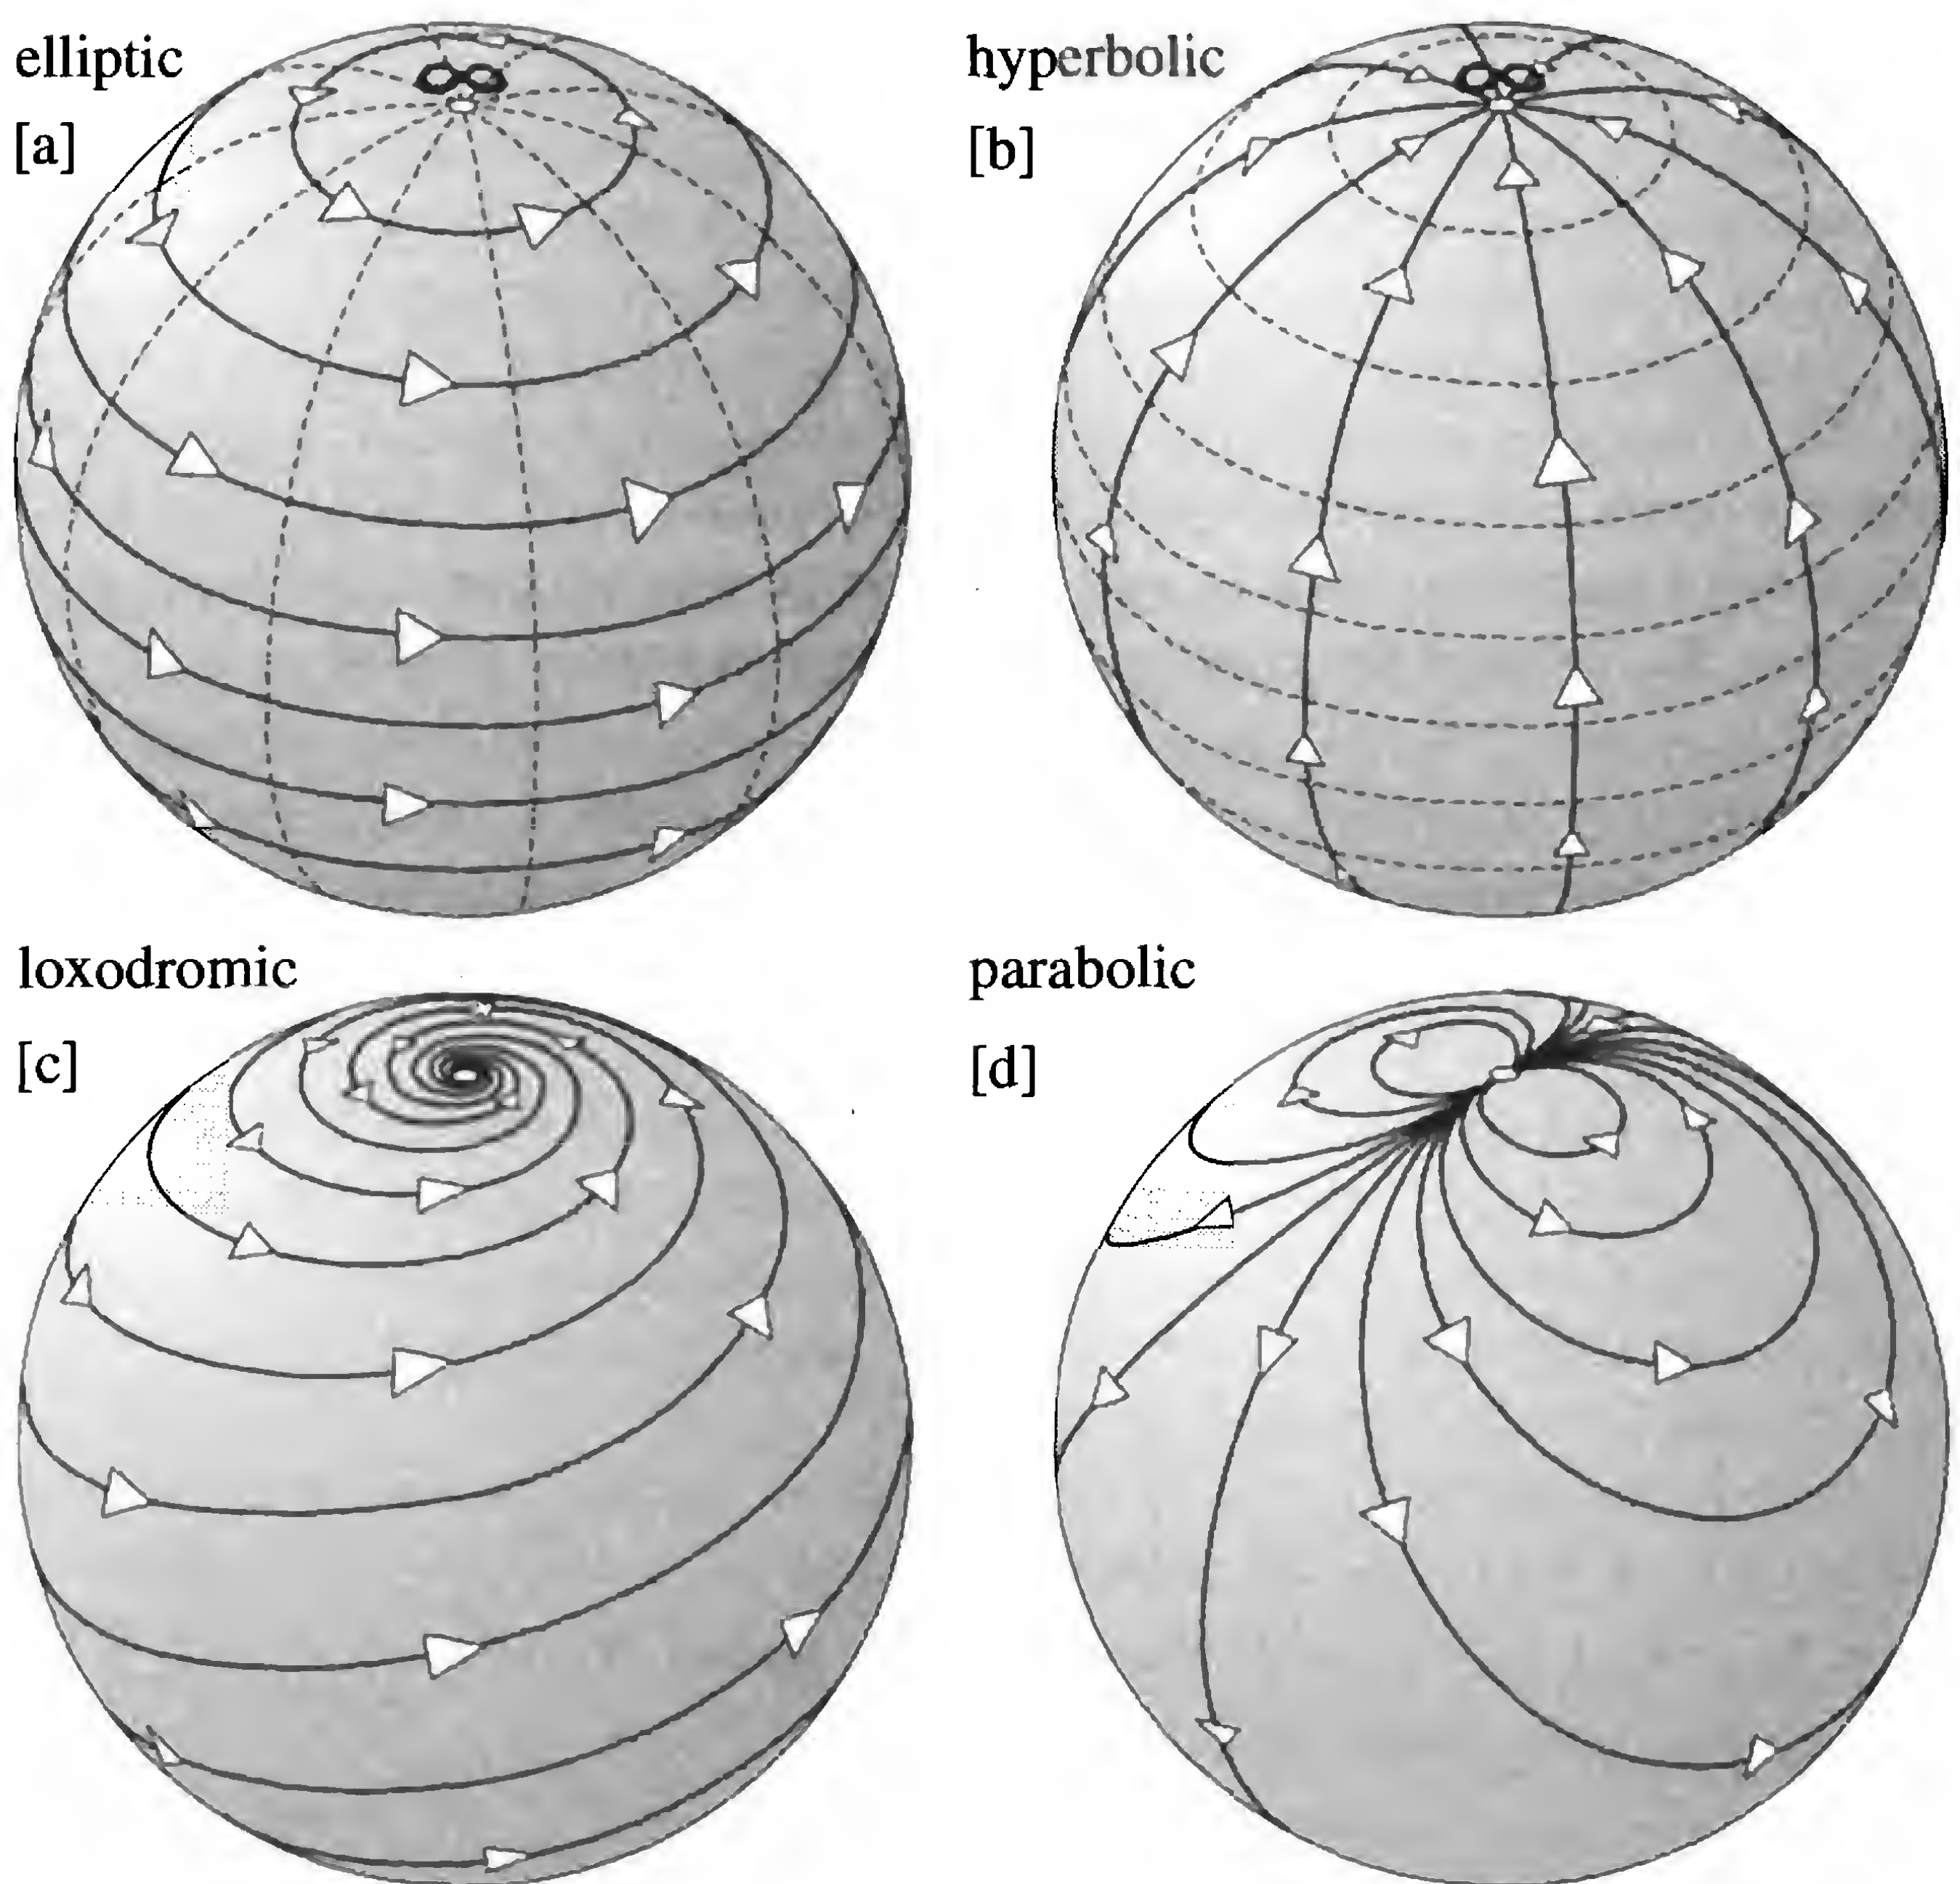 elliptic
[a]
∞
hyperbolic
[b]
∞
loxodromic
[c]
parabolic
[d]